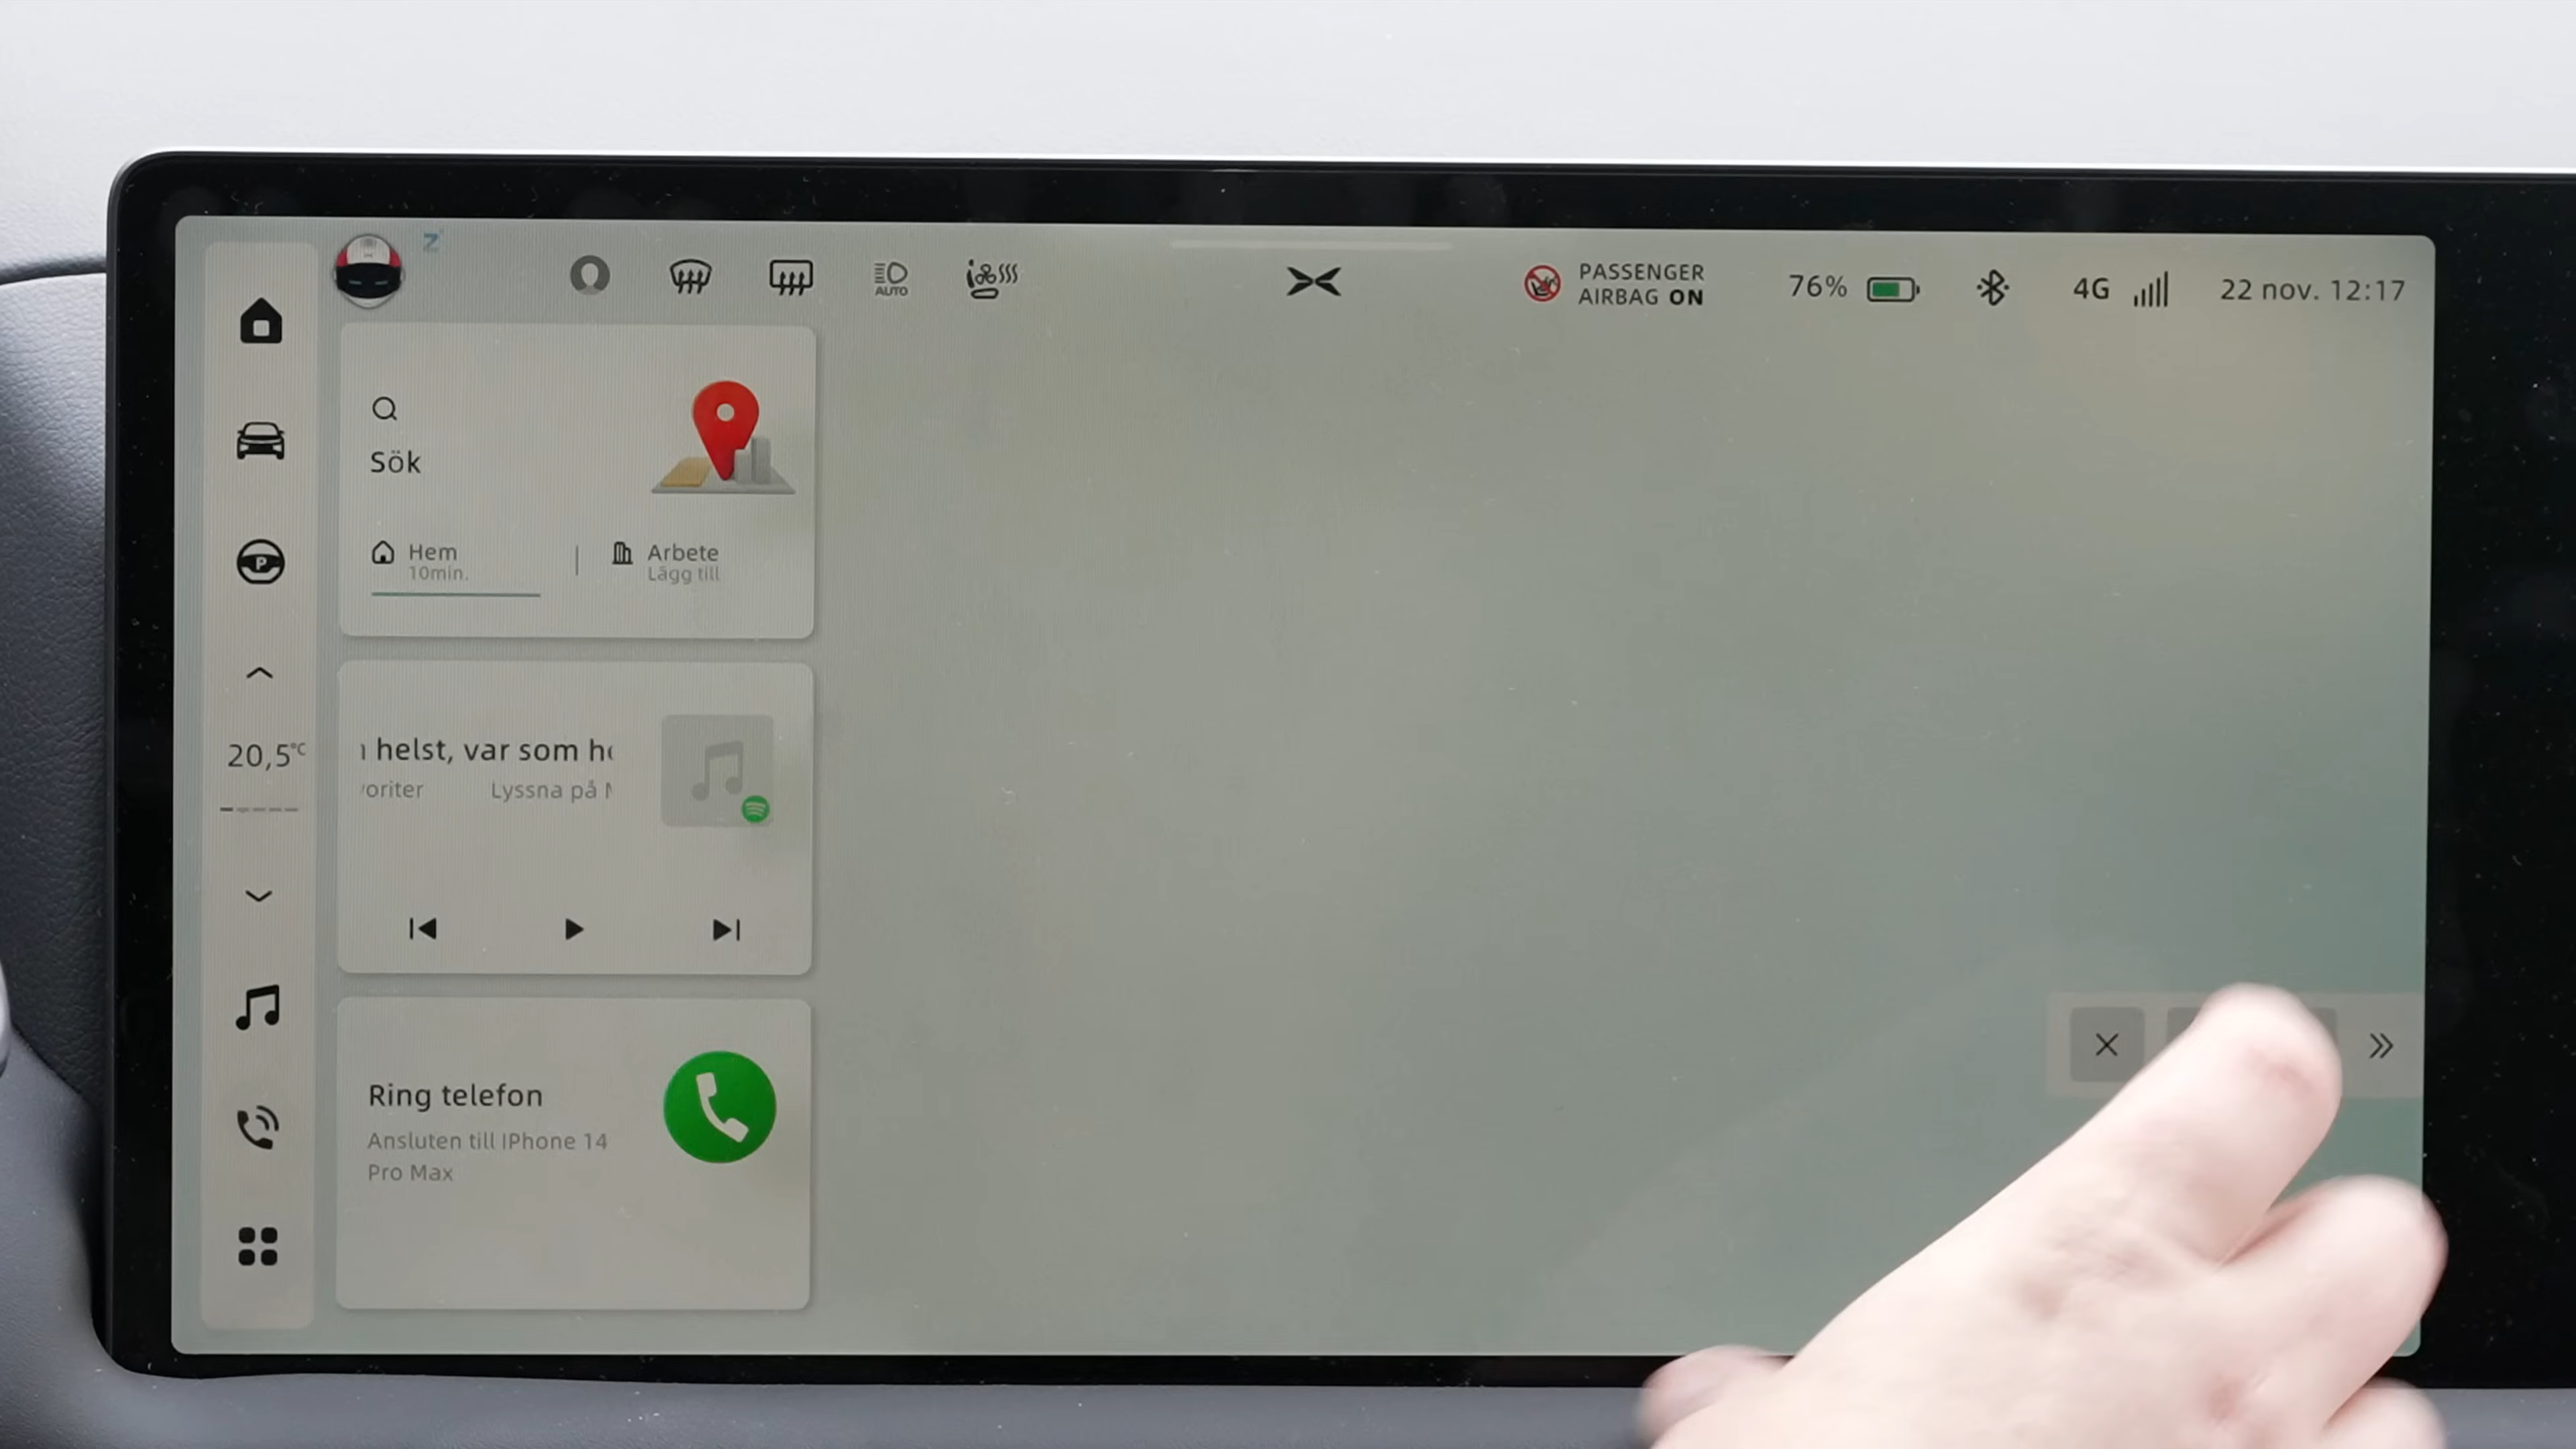 Z
AUTO
PASSENGER
AIRBAG ON
76%
4G
22 nov. 12:17
Sök
Hem
10min.
Arbete
Lägg till
P
20,5°C
helst, var som
Lyssna på
Ring telefon
Ansluten till IPhone 14
Pro Max